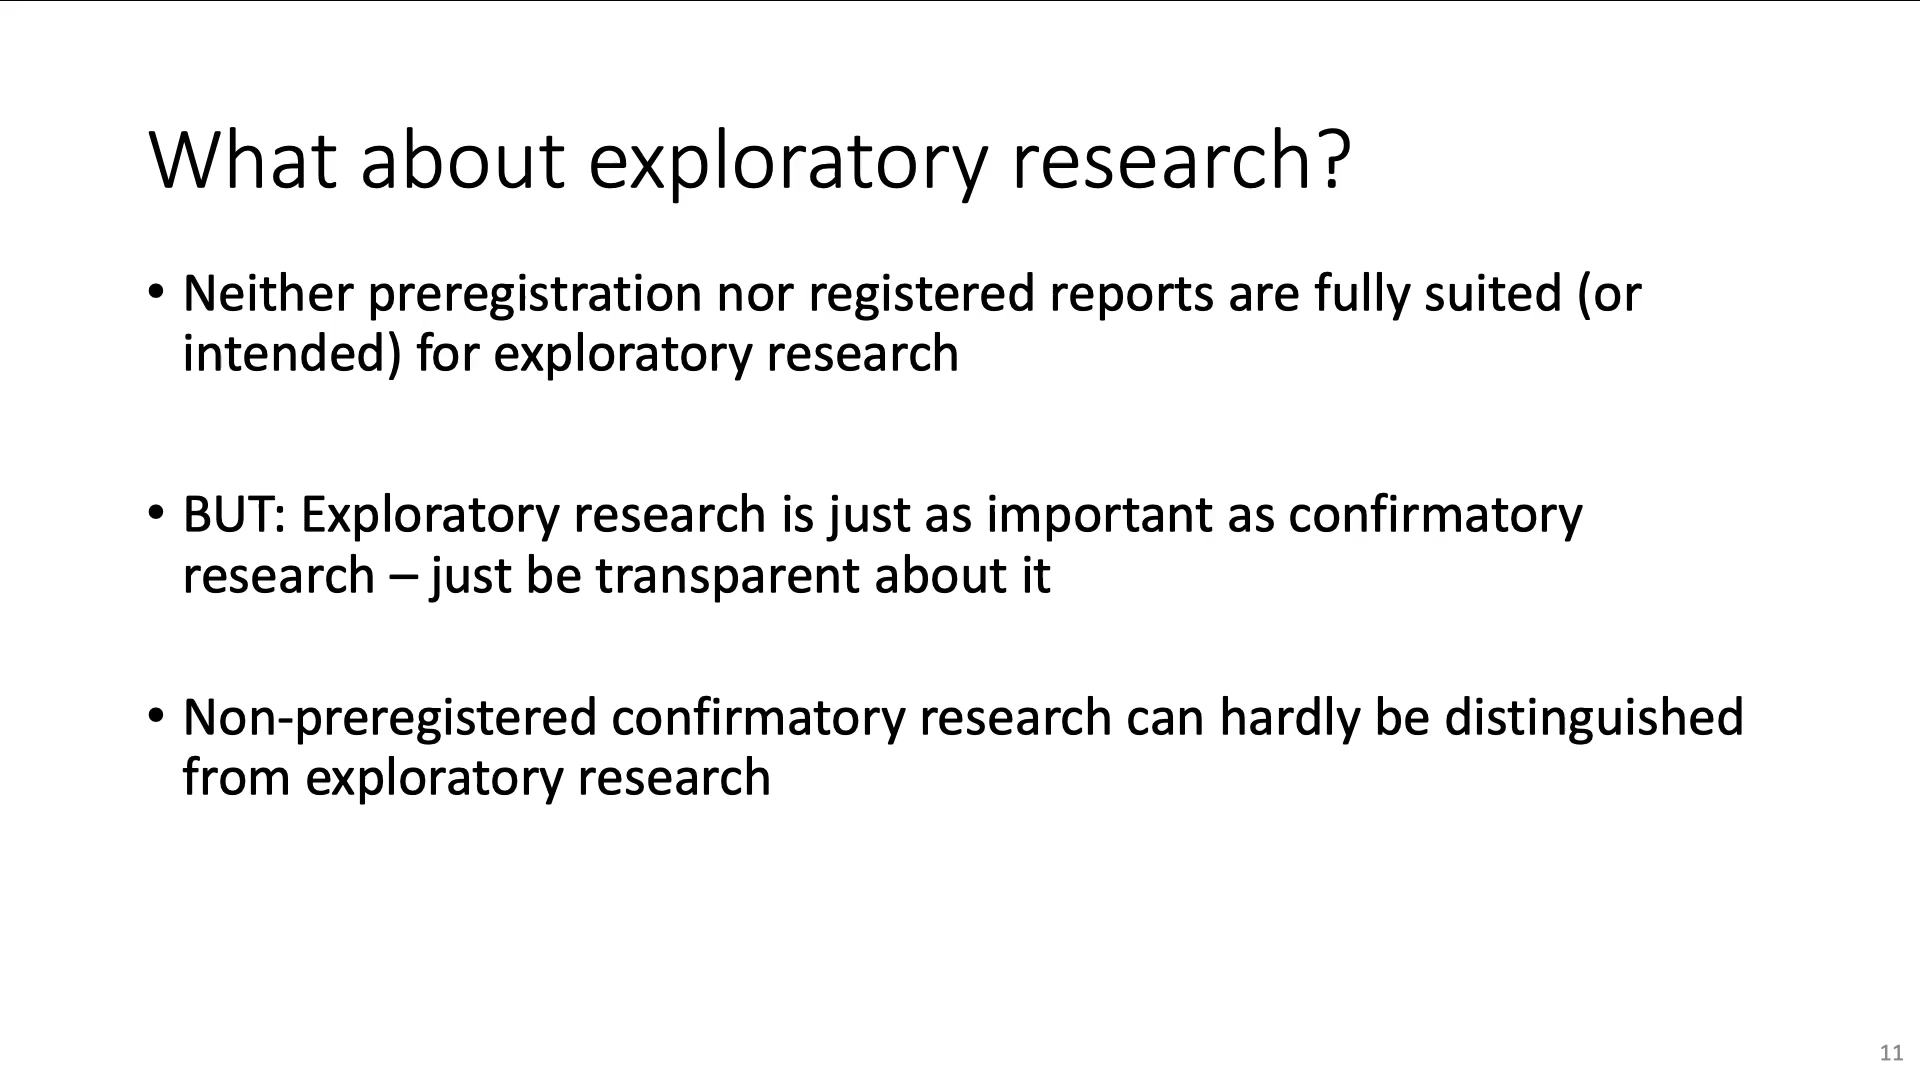 What about exploratory research?
• Neither preregistration nor registered reports are fully suited (or
intended) for exploratory research
• BUT: Exploratory research is just as important as confirmatory
research – just be transparent about it
• Non-preregistered confirmatory research can hardly be distinguished
from exploratory research
11